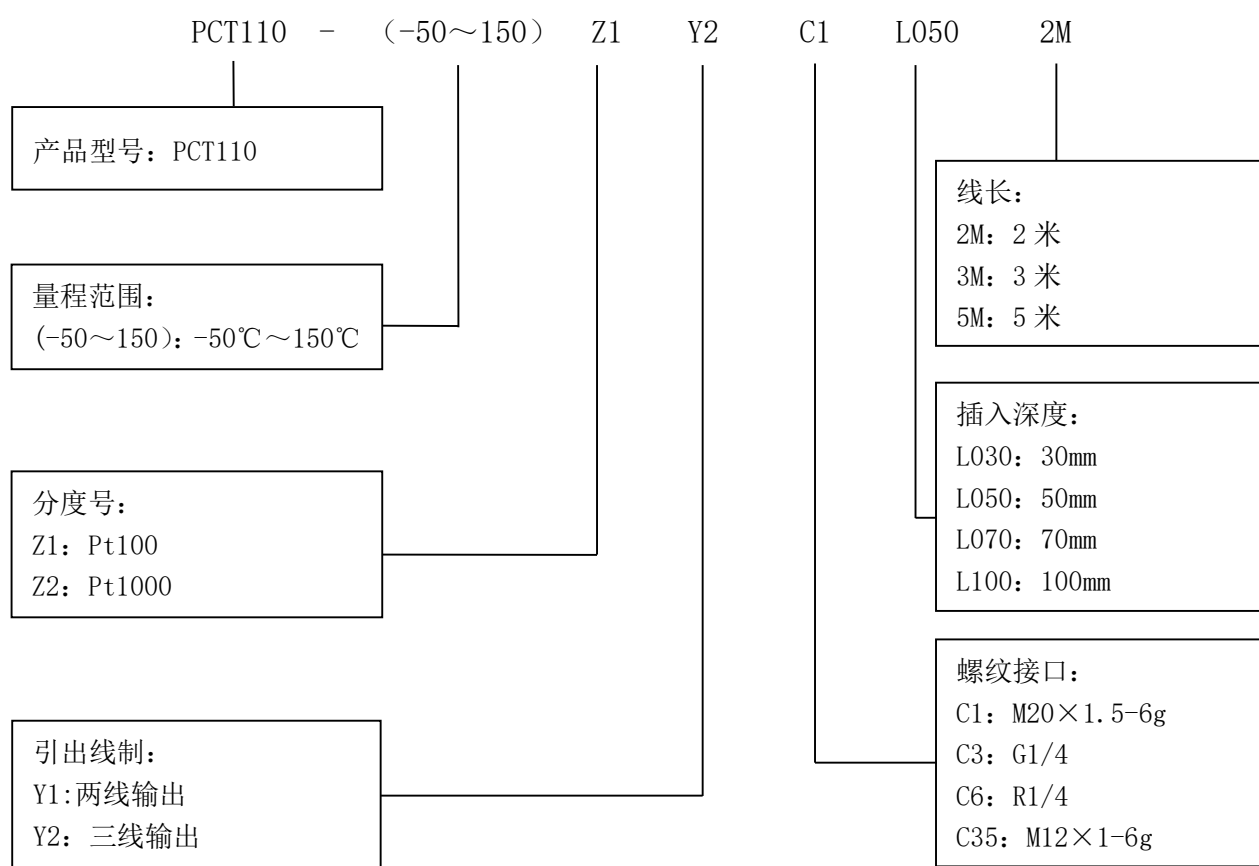 PCT110 - （-50～150） Z1 Y2 C1 L050 2M
产品型号：PCT110
量程范围：
(-50～150）：-50℃～150℃
分度号：
Z1：Pt100
Z2：Pt1000
引出线制：
Y1:两线输出
Y2：三线输出
线长：
2M：2 米
3M：3 米
5M：5 米
插入深度：
L030：30mm
L050：50mm
L070：70mm
L100：100mm
螺纹接口：
C1：M20×1.5-6g
C3：G1/4
C6：R1/4
C35：M12×1-6g